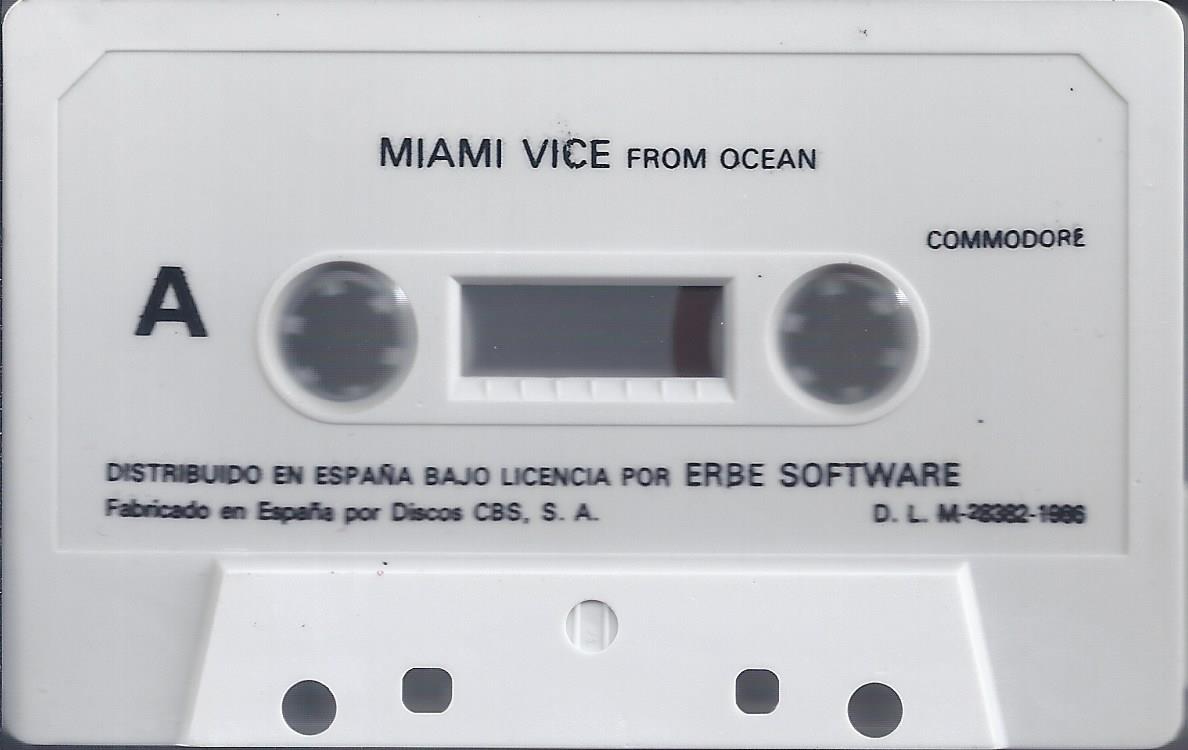 MIAMI VICE FROM OCEAN
COMMODORE
A
DISTRIBUIDO EN ESPAÑA BAJO LICENCIA POR ERBE SOFTWARE
Fabricado en España por Discos CBS, S. A.
D. L. M-28382-1986